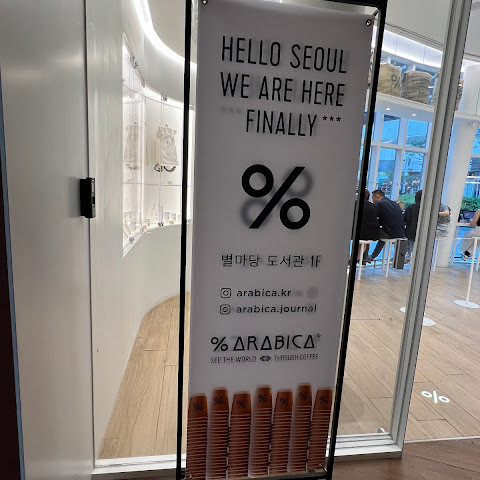 HELLO SEOUL
WE ARE HERE
*** FINALLY ***
%
별마당 도서관 1F
arabica.kr
arabica.journal
% ARABICA
SEE THE WORLD THROUGH COFFEE
%